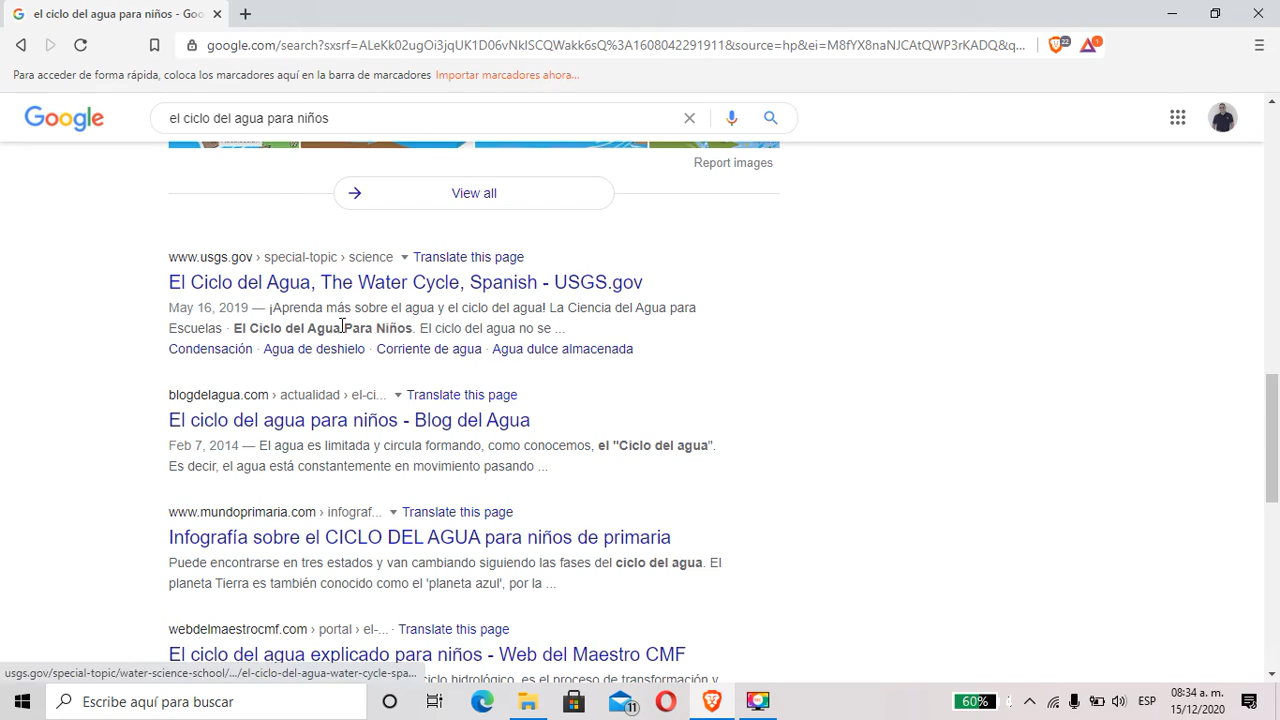 el ciclo del agua para niños - Goo
google.com/search?sxsrf=ALeKk02ugOi3jqUK1D06vNklSCQWakk6sQ%3A1608042291911&source=hp&ei=M8fYX8naNJCAtQWP3rKADQ&q...
22
1
Para acceder de forma rápida, coloca los marcadores aquí en la barra de marcadores Importar marcadores ahora...
Google
el ciclo del agua para niños
Report images
View all
www.usgs.gov › special-topic › science Translate this page
El Ciclo del Agua, The Water Cycle, Spanish - USGS.gov
May 16, 2019 — ¡Aprenda más sobre el agua y el ciclo del agua! La Ciencia del Agua para
Escuelas · El Ciclo del Agua Para Niños. El ciclo del agua no se ...
Condensación · Agua de deshielo · Corriente de agua · Agua dulce almacenada
blogdelagua.com › actualidad › el-ci... Translate this page
El ciclo del agua para niños - Blog del Agua
Feb 7, 2014 — El agua es limitada y circula formando, como conocemos, el "Ciclo del agua".
Es decir, el agua está constantemente en movimiento pasando ...
www.mundoprimaria.com › infograf... Translate this page
Infografía sobre el CICLO DEL AGUA para niños de primaria
Puede encontrarse en tres estados y van cambiando siguiendo las fases del ciclo del agua. El
planeta Tierra es también conocido como el 'planeta azul', por la ...
webdelmaestrocmf.com › portal › el-... · Translate this page
El ciclo del agua explicado para niños - Web del Maestro CMF
ciclo hidrológico, es el proceso de transformación y
usgs.gov/special-topic/water-science-school/.../el-ciclo-del-agua-water-cycle-spa...
Escribe aquí para buscar
11
60%
ESP
08:34 a. m.
15/12/2020